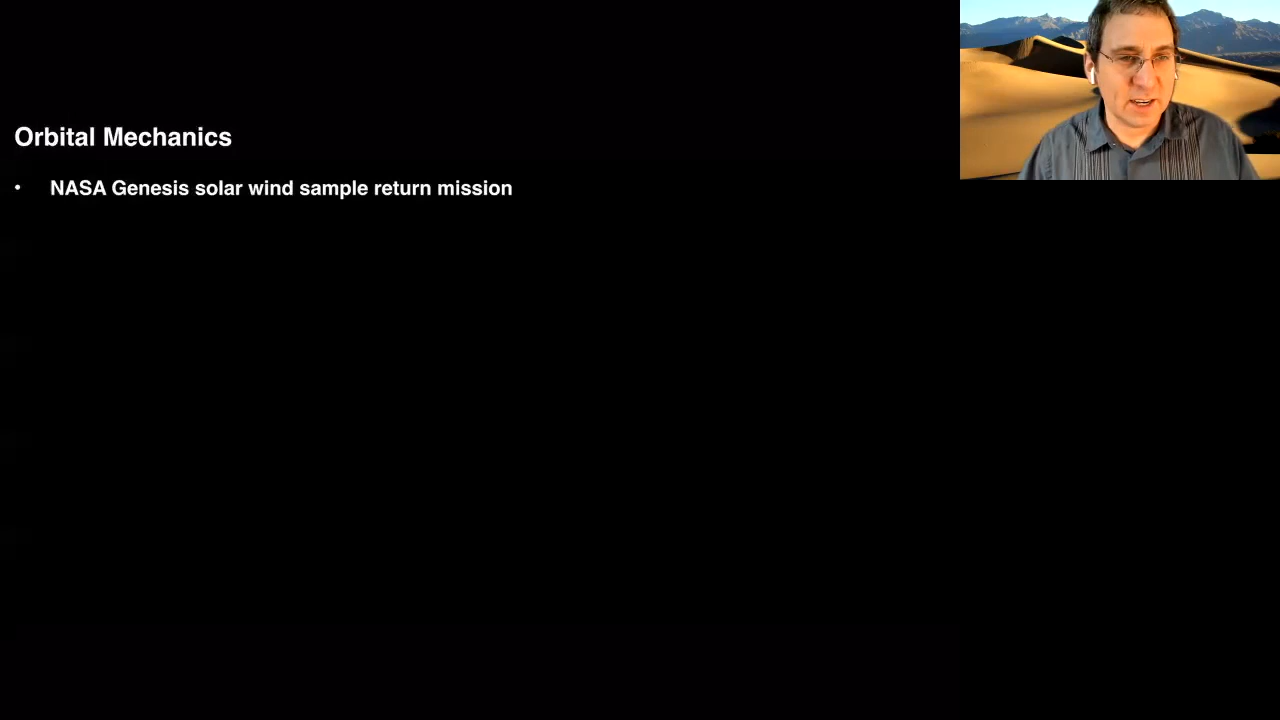 Orbital Mechanics
• NASA Genesis solar wind sample return mission